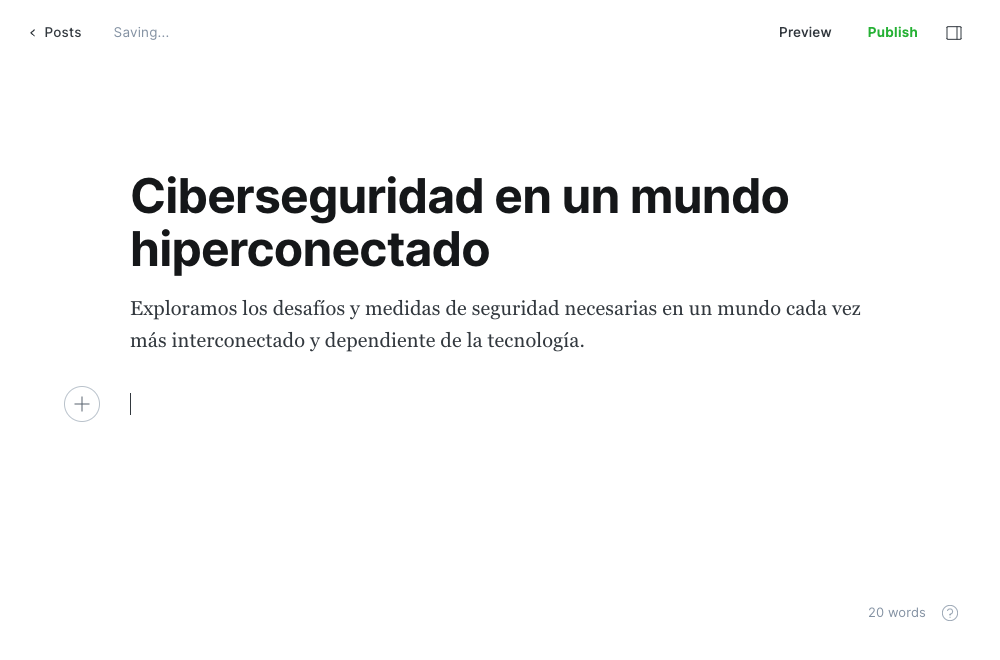 Posts
Saving...
Preview
Publish
Ciberseguridad en un mundo
hiperconectado
Exploramos los desafíos y medidas de seguridad necesarias en un mundo cada vez
más interconectado y dependiente de la tecnología.
20 words
?